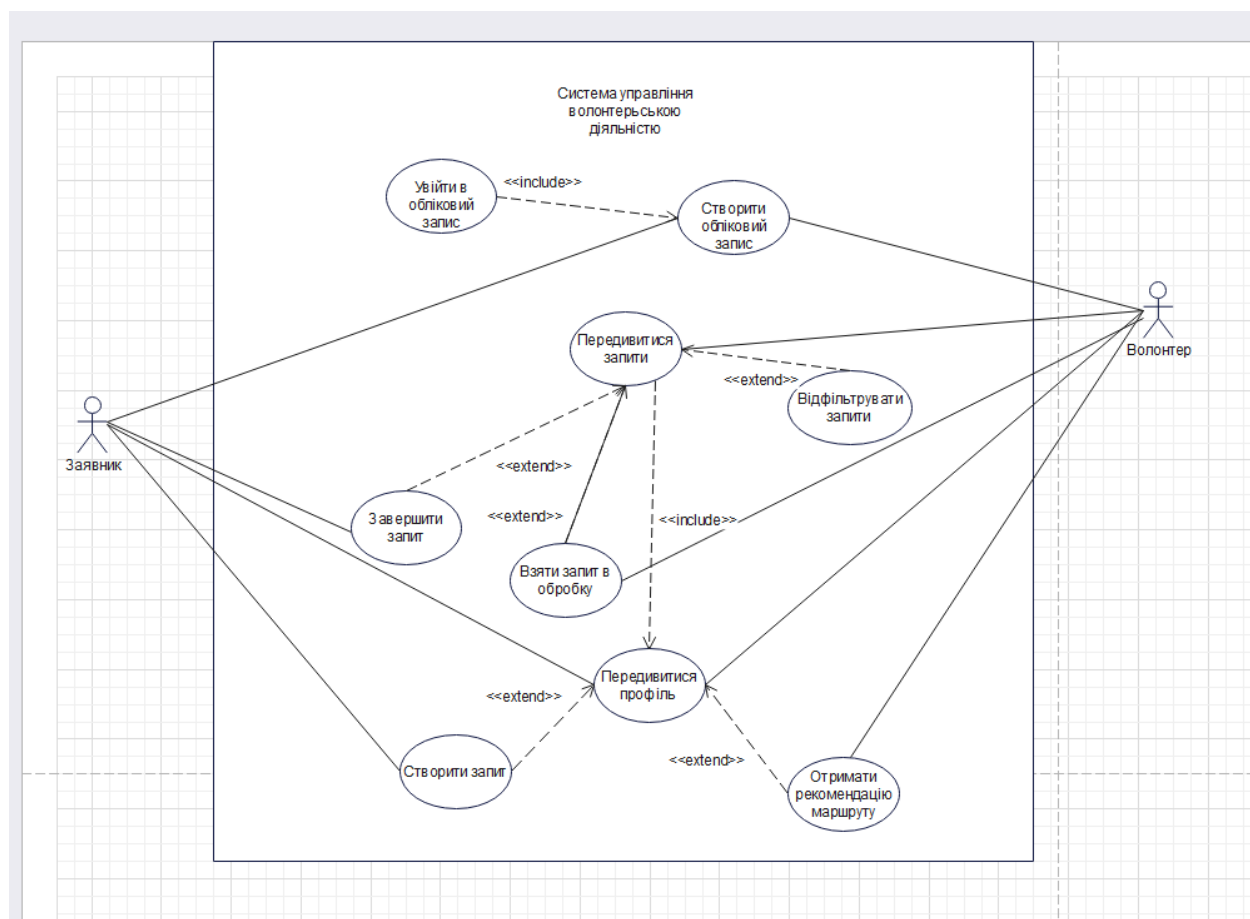 Система управління
волонтерською
діяльністю
Увійти в
обліковий
запис
<<include>>
Створити
обліковий
запис
Передивитися
запити
Волонтер
<<extend>>
Відфільтрувати
запити
Заявник
<<extend>>
Завершити
запит
<<extend>>
<<include>>
Взяти запит в
обробку
Передивитися
профіль
<<extend>>
<<extend>>
Створити запит
Отримати
рекомендацію
маршруту